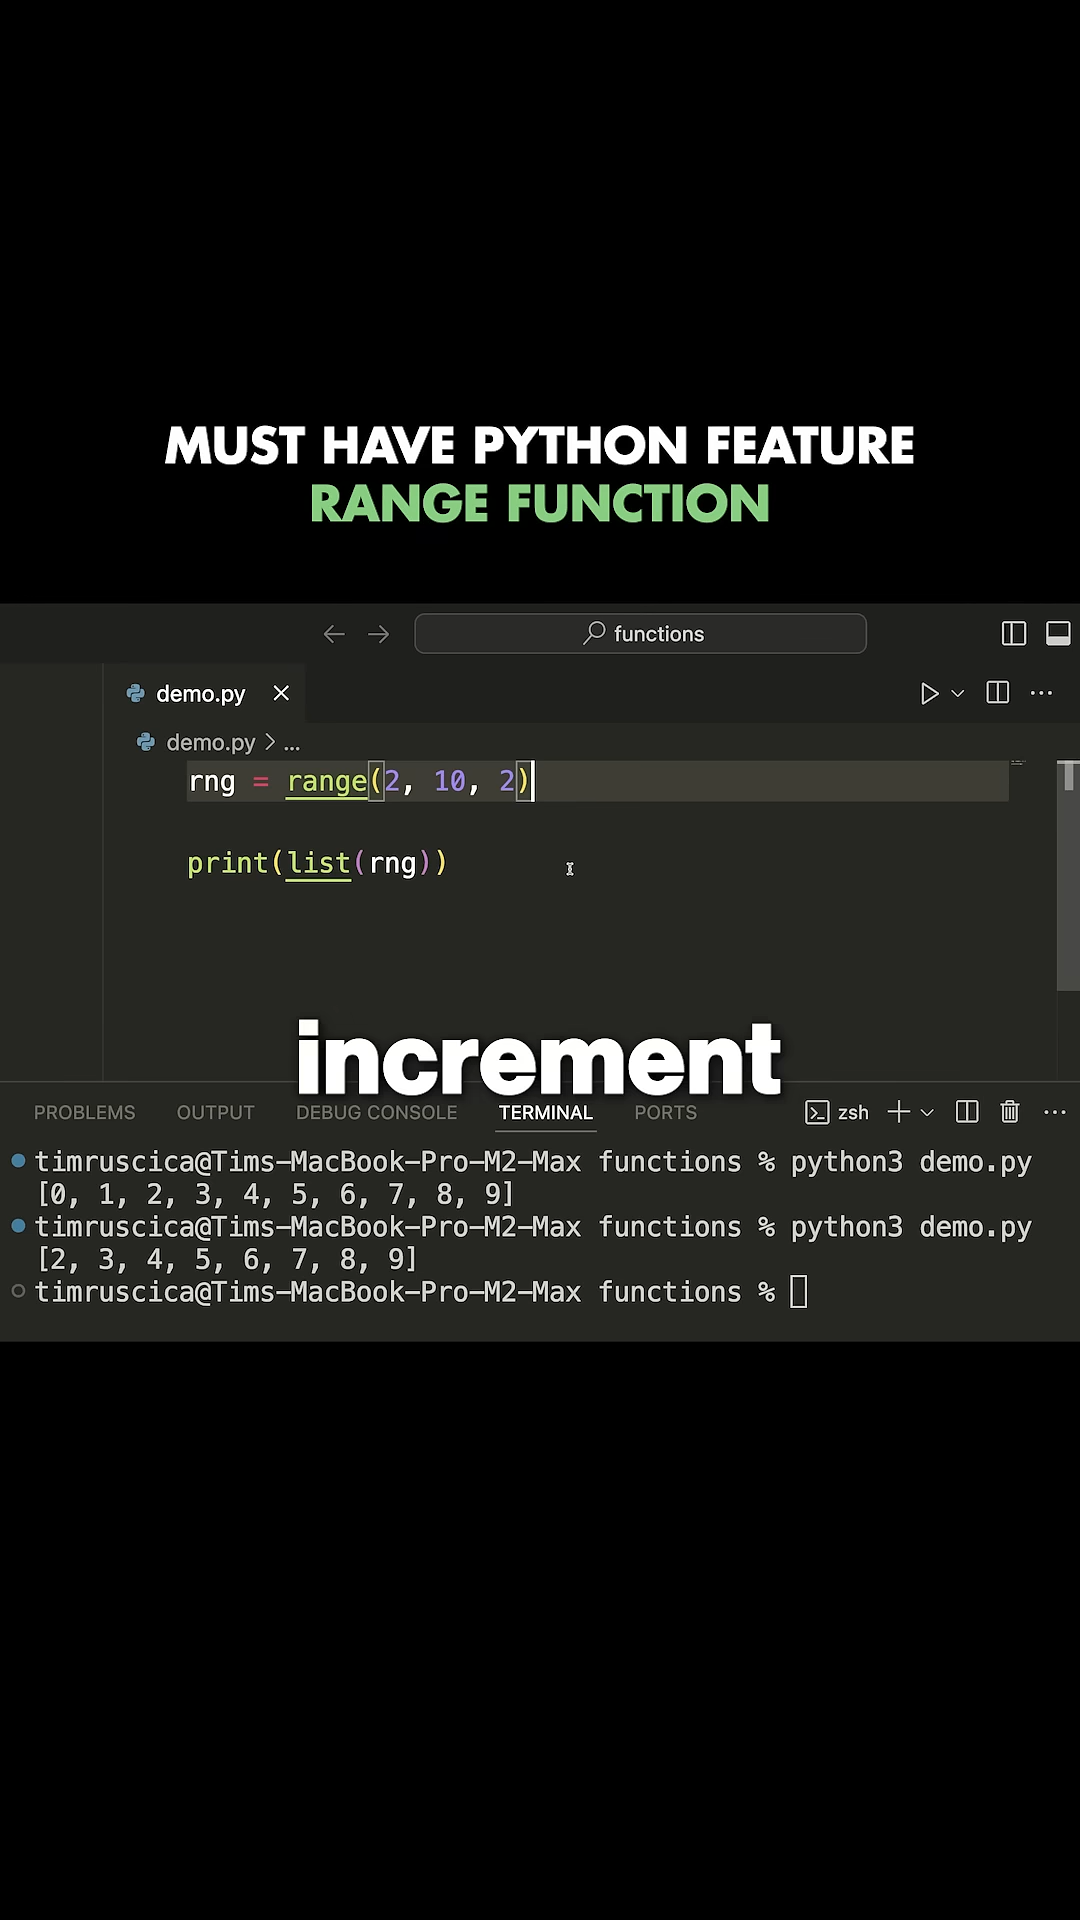 MUST HAVE PYTHON FEATURE
RANGE FUNCTION
functions
demo.py
demo.py > ...
rng = range(2, 10, 2)
print(list(rng))
increment
PROBLEMS OUTPUT DEBUG CONSOLE TERMINAL PORTS zsh
timruscica@Tims-MacBook-Pro-M2-Max functions % python3 demo.py
[0, 1, 2, 3, 4, 5, 6, 7, 8, 9]
timruscica@Tims-MacBook-Pro-M2-Max functions % python3 demo.py
[2, 3, 4, 5, 6, 7, 8, 9]
timruscica@Tims-MacBook-Pro-M2-Max functions %